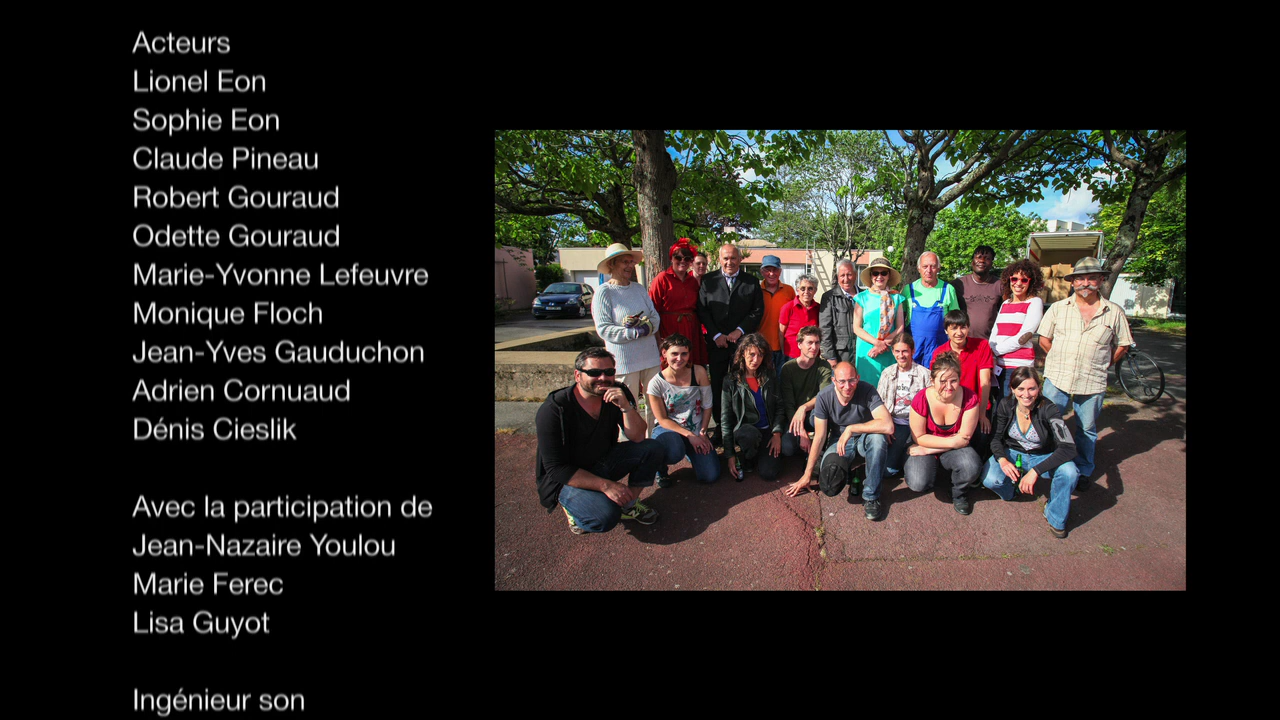 Acteurs
Lionel Eon
Sophie Eon
Claude Pineau
Robert Gouraud
Odette Gouraud
Marie-Yvonne Lefeuvre
Monique Floch
Jean-Yves Gauduchon
Adrien Cornuaud
Dénis Cieslik
Avec la participation de
Jean-Nazaire Youlou
Marie Ferec
Lisa Guyot
Ingénieur son